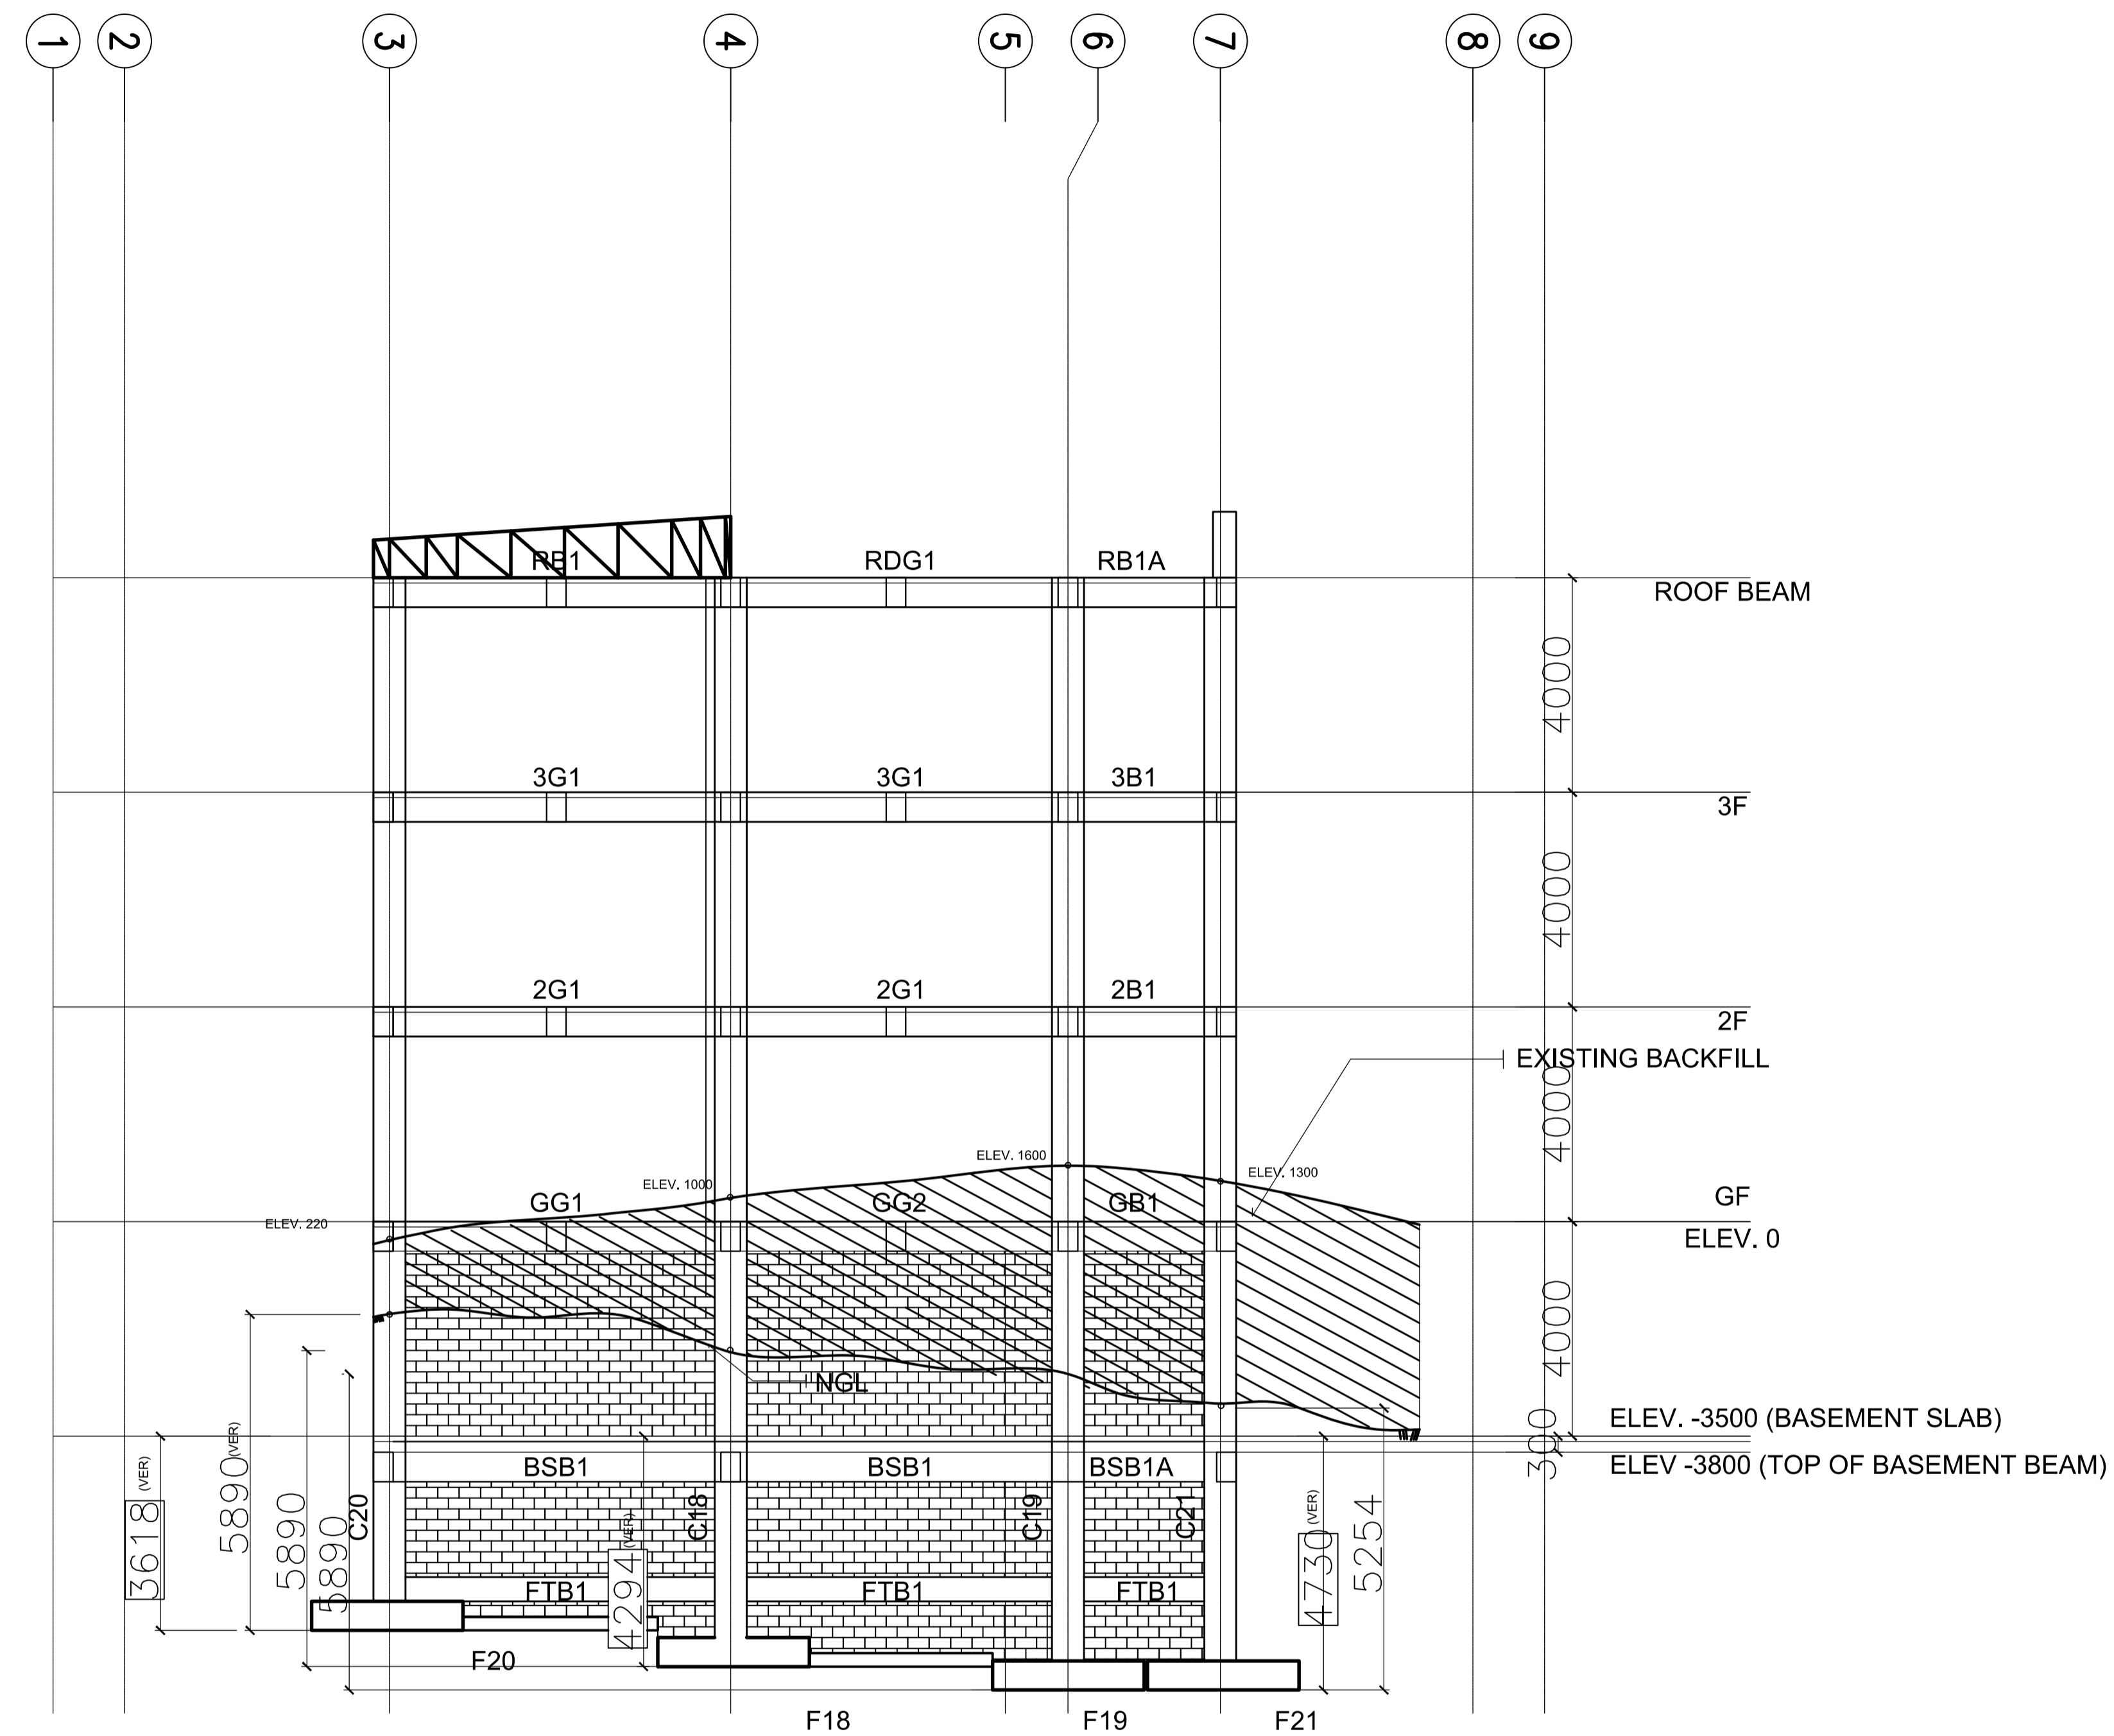 1
2
3
4
5
6
7
8
9
RB1
RDG1
RB1A
ROOF BEAM
4000
3G1
3G1
3B1
3F
4000
2G1
2G1
2B1
2F
EXISTING BACKFILL
4000
ELEV. 1600
ELEV. 1300
ELEV. 1000
GG1
GG2
GB1
GF
ELEV. 220
ELEV. 0
4000
NGL
ELEV. -3500 (BASEMENT SLAB)
300
ELEV -3800 (TOP OF BASEMENT BEAM)
BSB1
BSB1
BSB1A
3618 (VER)
5890 (VER)
5890
5890
C20
4294 (VER)
C18
C19
C21
4730 (VER)
5254
FTB1
FTB1
FTB1
F20
F18
F19
F21